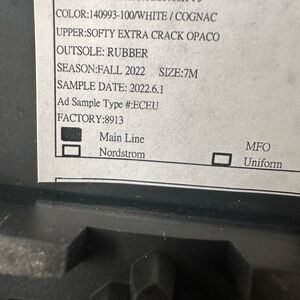 COLOR:140993-100/WHITE / COGNAC
UPPER:SOFTY EXTRA CRACK OPACO
OUTSOLE: RUBBER
SEASON:FALL 2022 SIZE:7M
SAMPLE DATE: 2022.6.1
Ad Sample Type #:ECEU
FACTORY:8913
Main Line MFO
Nordstrom Uniform